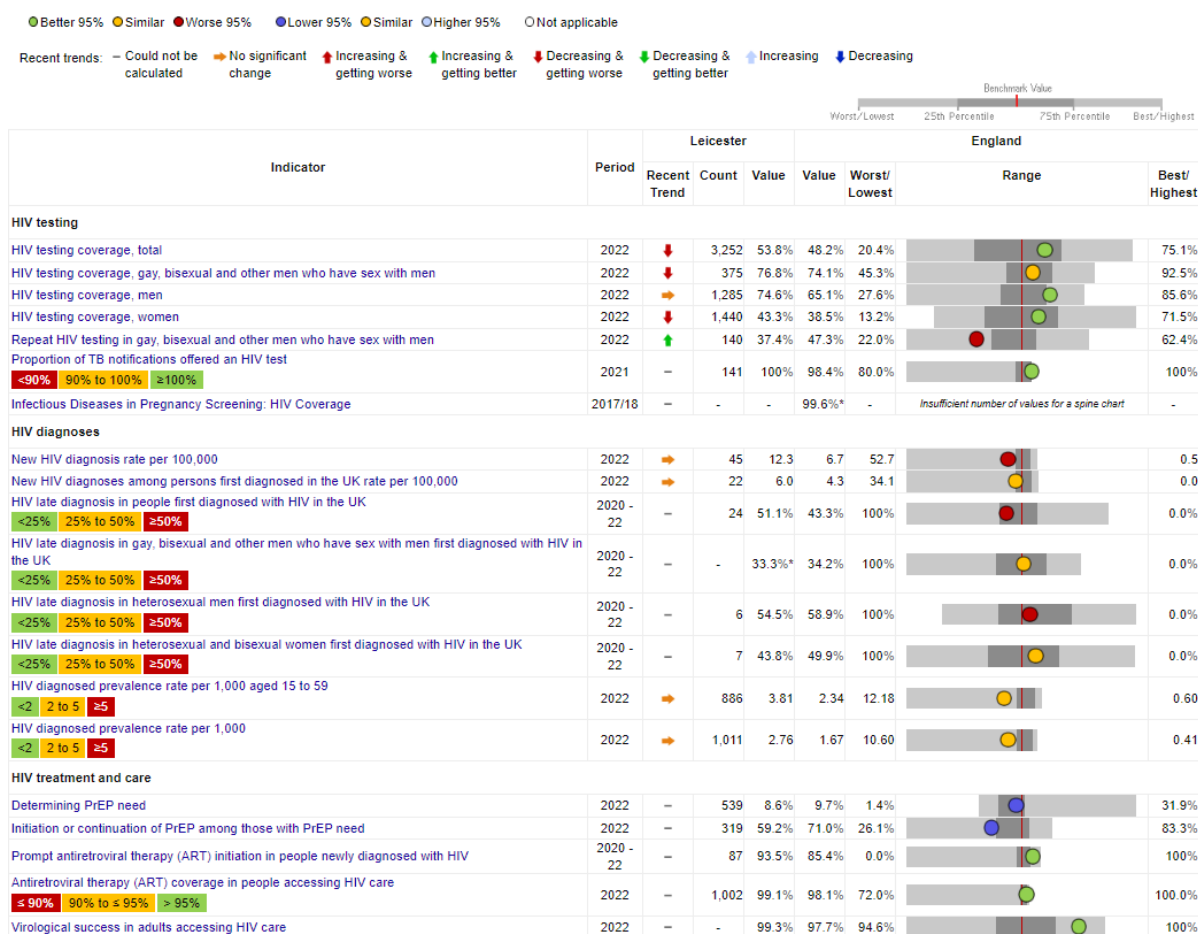 Better 95% Similar Worse 95% Lower 95% Similar Higher 95% Not applicable
Recent trends: – Could not be calculated No significant change Increasing & getting worse Increasing & getting better Decreasing & getting worse Decreasing & getting better Increasing Decreasing
Benchmark Value
Worst/Lowest 25th Percentile 75th Percentile Best/Highest
Leicester England
Indicator Period Recent Trend Count Value Value Worst/ Lowest Range Best/ Highest
HIV testing
HIV testing coverage, total 2022 3,252 53.8% 48.2% 20.4% 75.1%
HIV testing coverage, gay, bisexual and other men who have sex with men 2022 375 76.8% 74.1% 45.3% 92.5%
HIV testing coverage, men 2022 1,285 74.6% 65.1% 27.6% 85.6%
HIV testing coverage, women 2022 1,440 43.3% 38.5% 13.2% 71.5%
Repeat HIV testing in gay, bisexual and other men who have sex with men 2022 140 37.4% 47.3% 22.0% 62.4%
Proportion of TB notifications offered an HIV test
<90% 90% to 100% ≥100% 2021 – 141 100% 98.4% 80.0% 100%
Infectious Diseases in Pregnancy Screening: HIV Coverage 2017/18 – - - 99.6%* - Insufficient number of values for a spine chart -
HIV diagnoses
New HIV diagnosis rate per 100,000 2022 45 12.3 6.7 52.7 0.5
New HIV diagnoses among persons first diagnosed in the UK rate per 100,000 2022 22 6.0 4.3 34.1 0.0
HIV late diagnosis in people first diagnosed with HIV in the UK
<25% 25% to 50% ≥50% 2020 - 22 – 24 51.1% 43.3% 100% 0.0%
HIV late diagnosis in gay, bisexual and other men who have sex with men first diagnosed with HIV in
the UK
<25% 25% to 50% ≥50% 2020 - 22 – - 33.3%* 34.2% 100% 0.0%
HIV late diagnosis in heterosexual men first diagnosed with HIV in the UK
<25% 25% to 50% ≥50% 2020 - 22 – 6 54.5% 58.9% 100% 0.0%
HIV late diagnosis in heterosexual and bisexual women first diagnosed with HIV in the UK
<25% 25% to 50% ≥50% 2020 - 22 – 7 43.8% 49.9% 100% 0.0%
HIV diagnosed prevalence rate per 1,000 aged 15 to 59
<2 2 to 5 ≥5 2022 886 3.81 2.34 12.18 0.60
HIV diagnosed prevalence rate per 1,000
<2 2 to 5 ≥5 2022 1,011 2.76 1.67 10.60 0.41
HIV treatment and care
Determining PrEP need 2022 – 539 8.6% 9.7% 1.4% 31.9%
Initiation or continuation of PrEP among those with PrEP need 2022 – 319 59.2% 71.0% 26.1% 83.3%
Prompt antiretroviral therapy (ART) initiation in people newly diagnosed with HIV 2020 - 22 – 87 93.5% 85.4% 0.0% 100%
Antiretroviral therapy (ART) coverage in people accessing HIV care
≤ 90% 90% to ≤ 95% > 95% 2022 – 1,002 99.1% 98.1% 72.0% 100.0%
Virological success in adults accessing HIV care 2022 – - 99.3% 97.7% 94.6% 100%